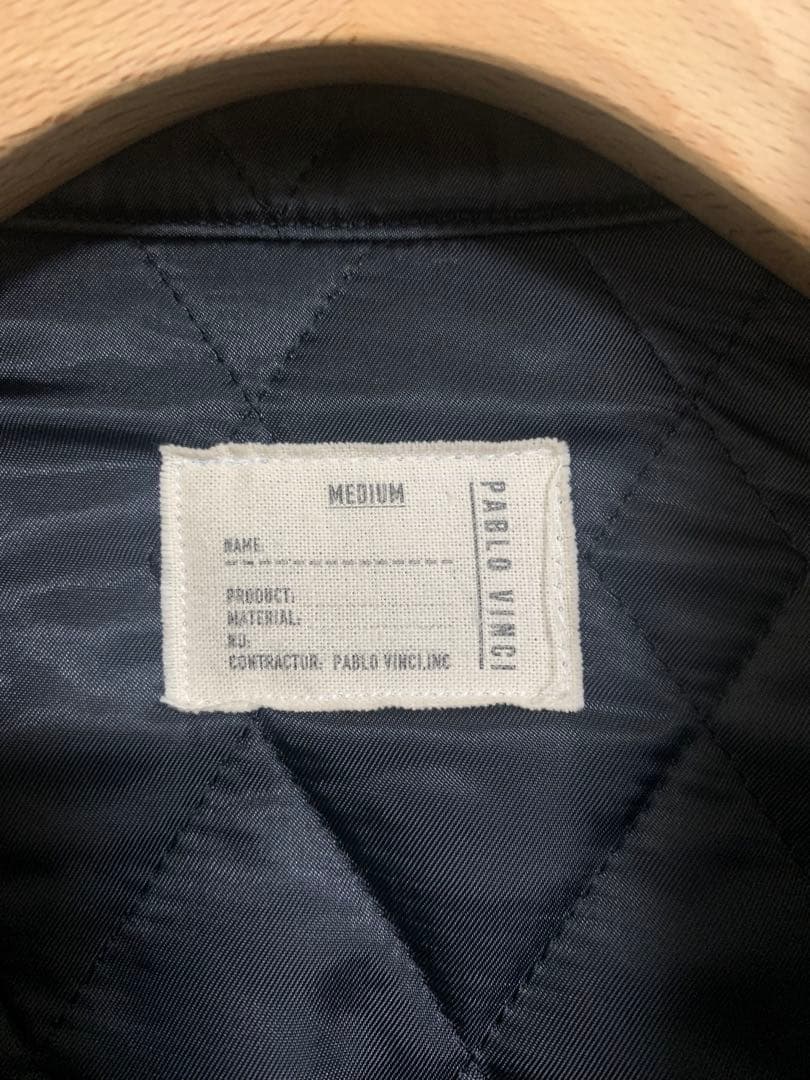 MEDIUM
NAME.
PRODUCT:
MATERIAL:
NO:
CONTRACTOR: PABLO VINCI,INC
PABLO VINCI